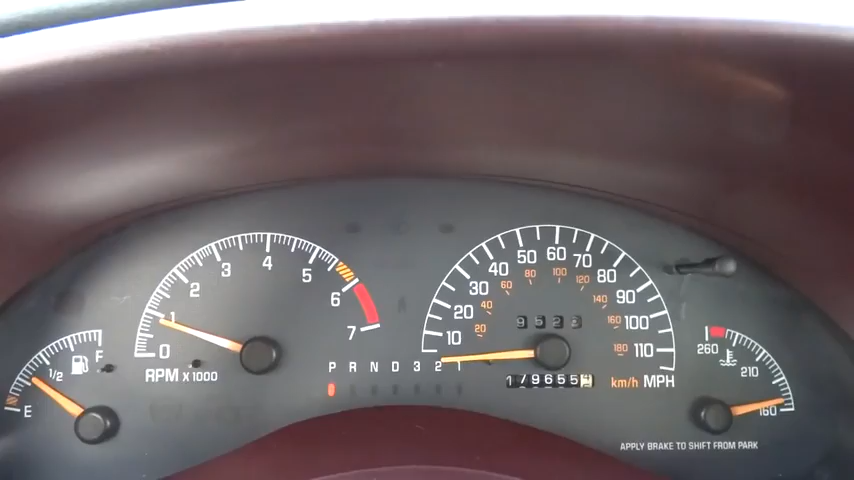 E 1/2 F
0 1 2 3 4 5 6 7
RPM X 1000
P R N D 3 2 1
10 20 30 40 50 60 70 80 90 100 110
20 40 60 80 100 120 140 160 180
952
179655
km/h MPH
260 210 160
APPLY BRAKE TO SHIFT FROM PARK